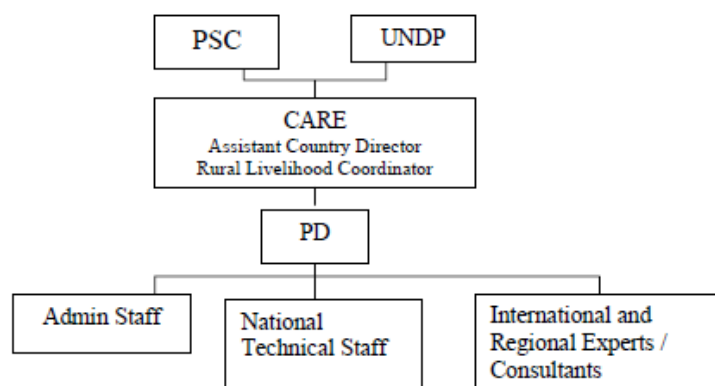 PSC
UNDP
CARE
Assistant Country Director
Rural Livelihood Coordinator
PD
Admin Staff
National
Technical Staff
International and
Regional Experts /
Consultants